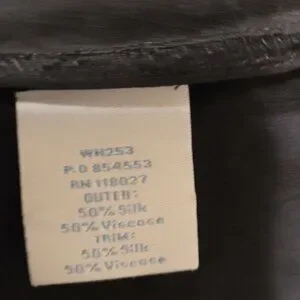 WH253
P.O 854553
RN 118027
OUTER:
50% Silk
50% Viscose
TRIM:
50% Silk
50% Viscose